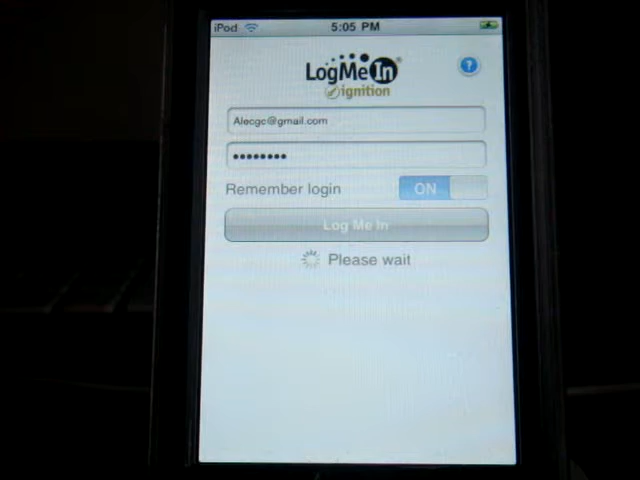 iPod 5:05 PM
LogMeIn®
ignition
?
Alecgc@gmail.com
••••••••
Remember login ON
Log Me In
Please wait